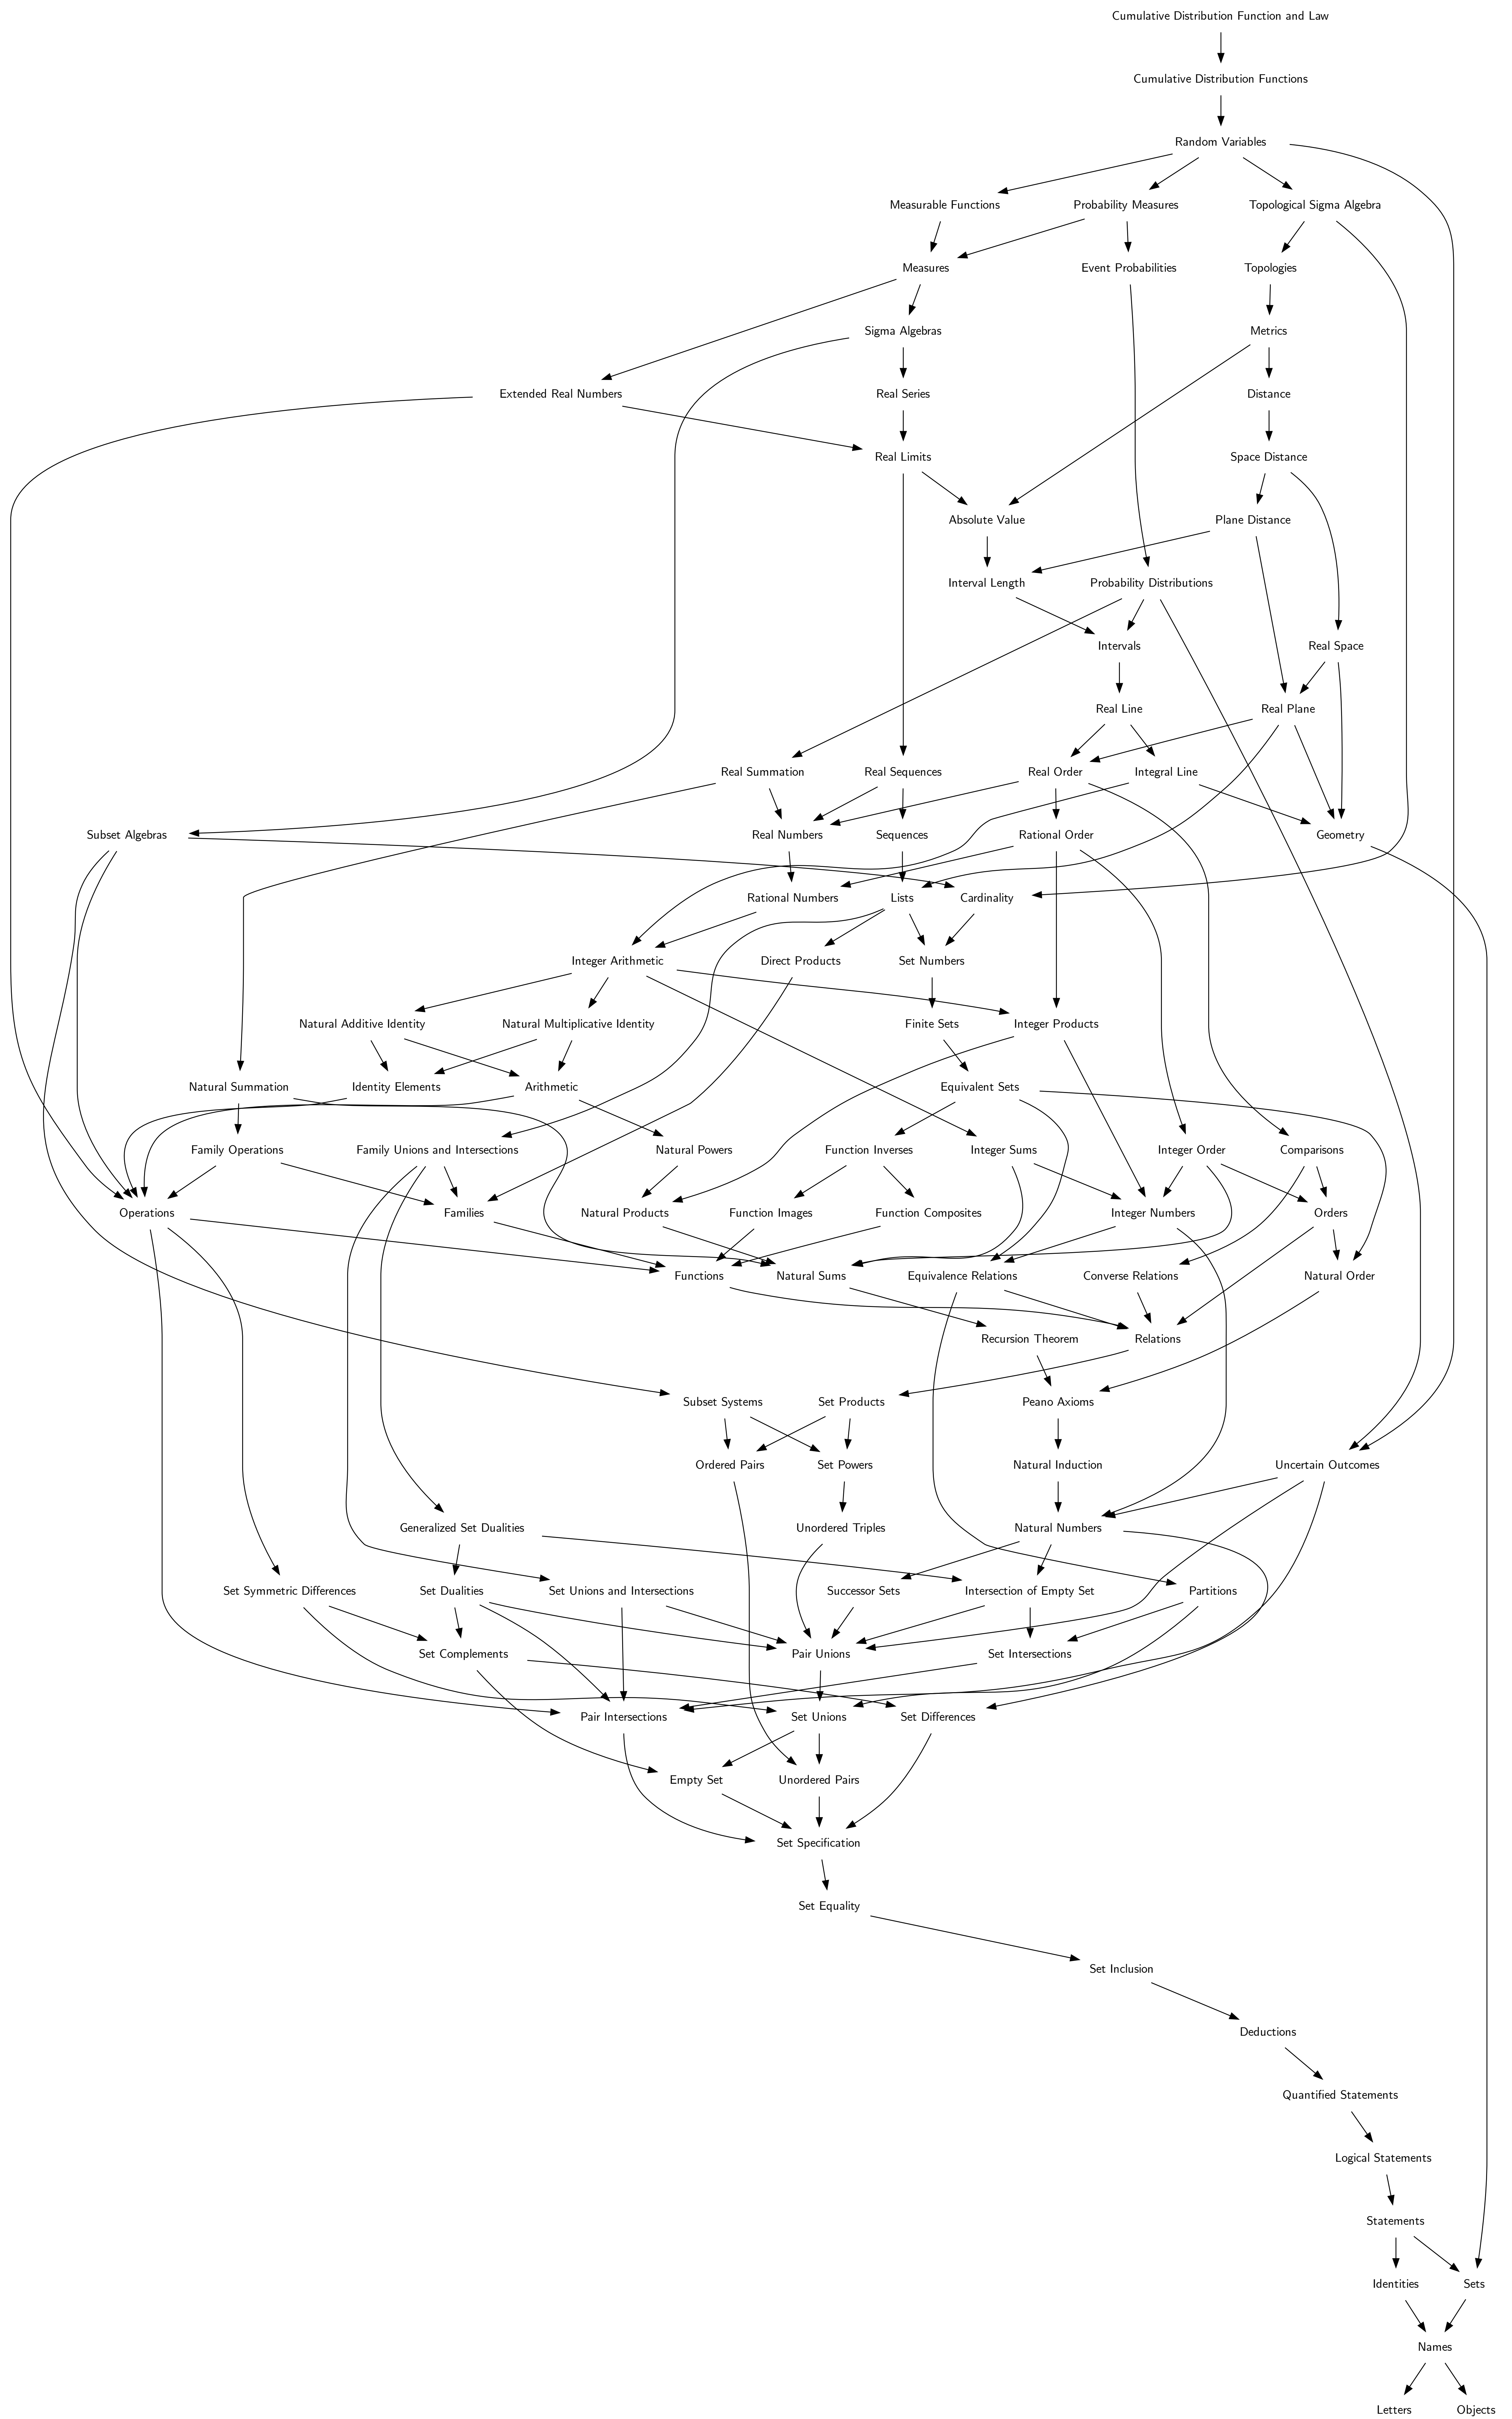 Cumulative Distribution Function and Law
Cumulative Distribution Functions
Random Variables
Measurable Functions
Probability Measures
Topological Sigma Algebra
Measures
Event Probabilities
Topologies
Sigma Algebras
Metrics
Extended Real Numbers
Real Series
Distance
Real Limits
Space Distance
Absolute Value
Plane Distance
Interval Length
Probability Distributions
Intervals
Real Space
Real Line
Real Plane
Real Summation
Real Sequences
Real Order
Integral Line
Subset Algebras
Real Numbers
Sequences
Rational Order
Geometry
Rational Numbers
Lists
Cardinality
Integer Arithmetic
Direct Products
Set Numbers
Natural Additive Identity
Natural Multiplicative Identity
Finite Sets
Integer Products
Natural Summation
Identity Elements
Arithmetic
Equivalent Sets
Family Operations
Family Unions and Intersections
Natural Powers
Function Inverses
Integer Sums
Integer Order
Comparisons
Operations
Families
Natural Products
Function Images
Function Composites
Integer Numbers
Orders
Functions
Natural Sums
Equivalence Relations
Converse Relations
Natural Order
Recursion Theorem
Relations
Subset Systems
Set Products
Peano Axioms
Ordered Pairs
Set Powers
Natural Induction
Uncertain Outcomes
Generalized Set Dualities
Unordered Triples
Natural Numbers
Set Symmetric Differences
Set Dualities
Set Unions and Intersections
Successor Sets
Intersection of Empty Set
Partitions
Set Complements
Pair Unions
Set Intersections
Pair Intersections
Set Unions
Set Differences
Empty Set
Unordered Pairs
Set Specification
Set Equality
Set Inclusion
Deductions
Quantified Statements
Logical Statements
Statements
Identities
Sets
Names
Letters
Objects